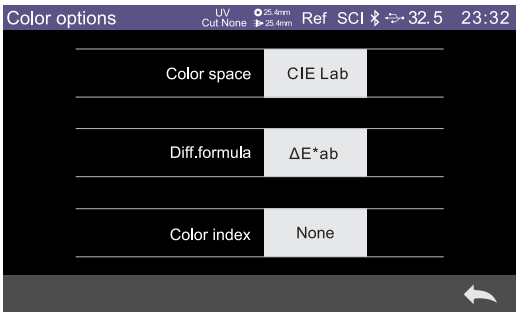 Color options UV Cut None 25.4mm 25.4mm Ref SCI 32.5 23:32
Color space CIE Lab
Diff.formula ΔE*ab
Color index None